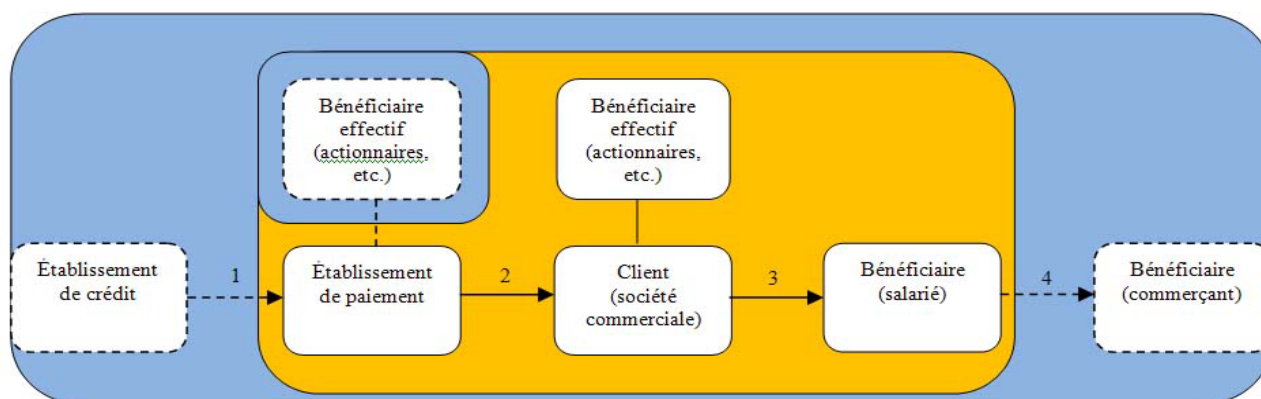 Bénéficiaire
effectif
(actionnaires,
etc.)
Bénéficiaire
effectif
(actionnaires,
etc.)
Établissement
de crédit
1
Établissement
de paiement
2
Client
(société
commerciale)
3
Bénéficiaire
(salarié)
4
Bénéficiaire
(commerçant)